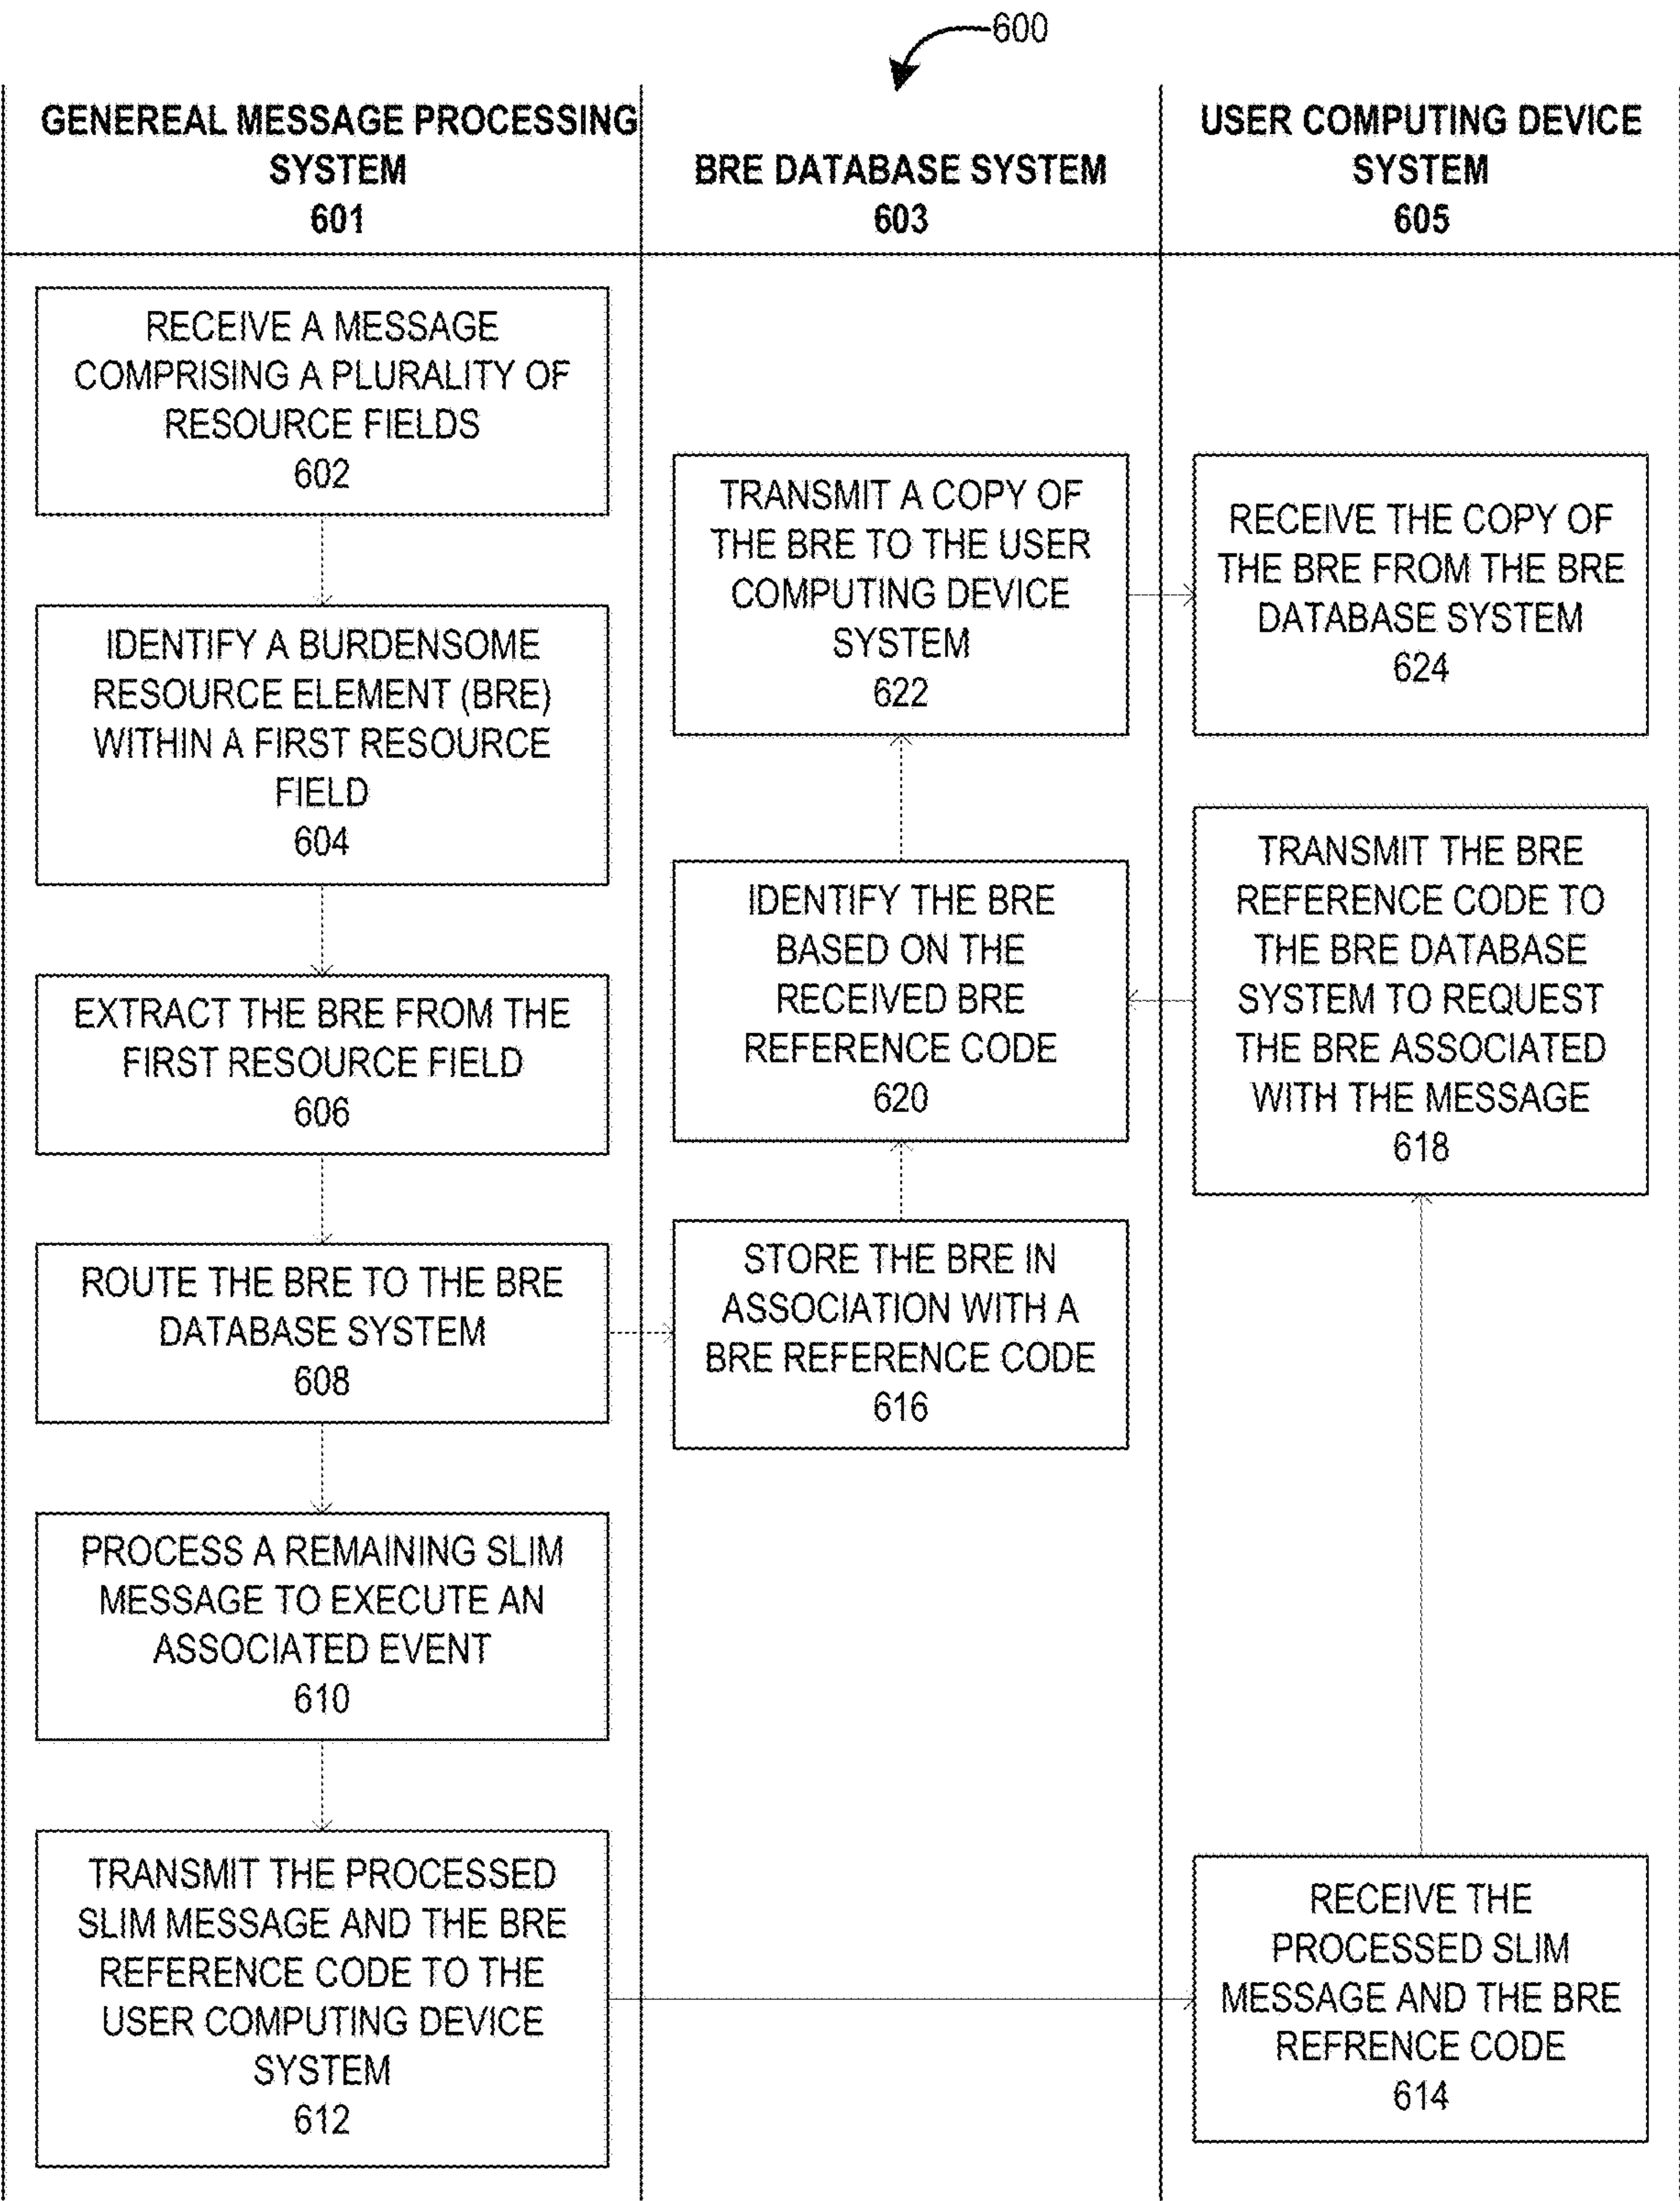 600
GENEREAL MESSAGE PROCESSING
SYSTEM
601
BRE DATABASE SYSTEM
603
USER COMPUTING DEVICE
SYSTEM
605
RECEIVE A MESSAGE
COMPRISING A PLURALITY OF
RESOURCE FIELDS
602
IDENTIFY A BURDENSOME
RESOURCE ELEMENT (BRE)
WITHIN A FIRST RESOURCE
FIELD
604
EXTRACT THE BRE FROM THE
FIRST RESOURCE FIELD
606
ROUTE THE BRE TO THE BRE
DATABASE SYSTEM
608
PROCESS A REMAINING SLIM
MESSAGE TO EXECUTE AN
ASSOCIATED EVENT
610
TRANSMIT THE PROCESSED
SLIM MESSAGE AND THE BRE
REFERENCE CODE TO THE
USER COMPUTING DEVICE
SYSTEM
612
TRANSMIT A COPY OF
THE BRE TO THE USER
COMPUTING DEVICE
SYSTEM
622
IDENTIFY THE BRE
BASED ON THE
RECEIVED BRE
REFERENCE CODE
620
STORE THE BRE IN
ASSOCIATION WITH A
BRE REFERENCE CODE
616
RECEIVE THE COPY OF
THE BRE FROM THE BRE
DATABASE SYSTEM
624
TRANSMIT THE BRE
REFERENCE CODE TO
THE BRE DATABASE
SYSTEM TO REQUEST
THE BRE ASSOCIATED
WITH THE MESSAGE
618
RECEIVE THE
PROCESSED SLIM
MESSAGE AND THE BRE
REFRENCE CODE
614